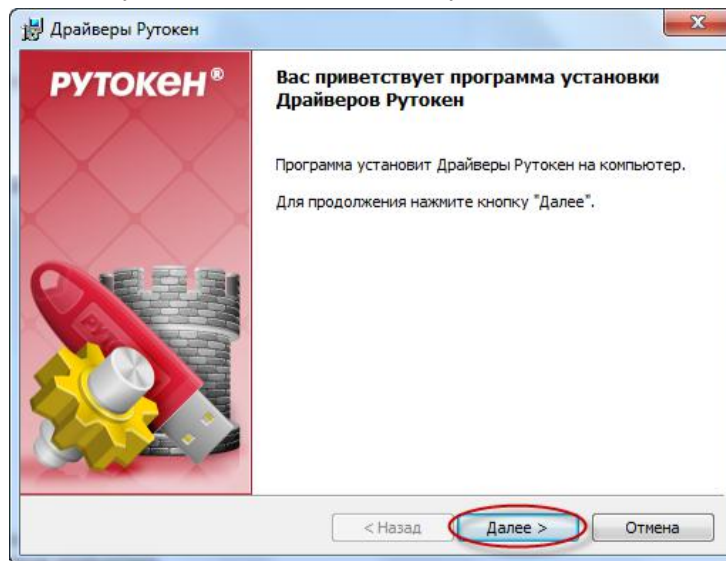 Драйверы Рутокен
РУТОКЕН®
Вас приветствует программа установки
Драйверов Рутокен
Программа установит Драйверы Рутокен на компьютер.
Для продолжения нажмите кнопку "Далее".
< Назад
Далее >
Отмена